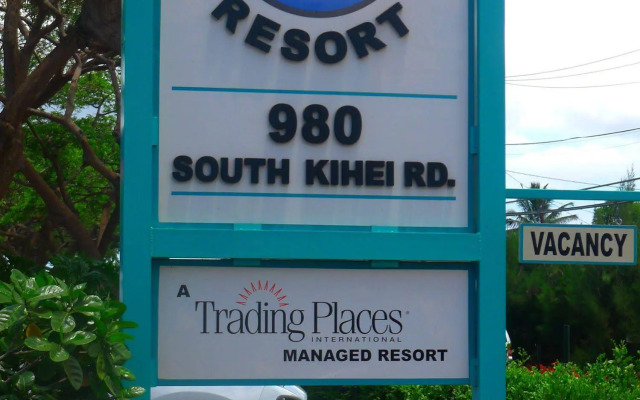 RESORT
980
SOUTH KIHEI RD.
VACANCY
A
Trading Places®
INTERNATIONAL
MANAGED RESORT